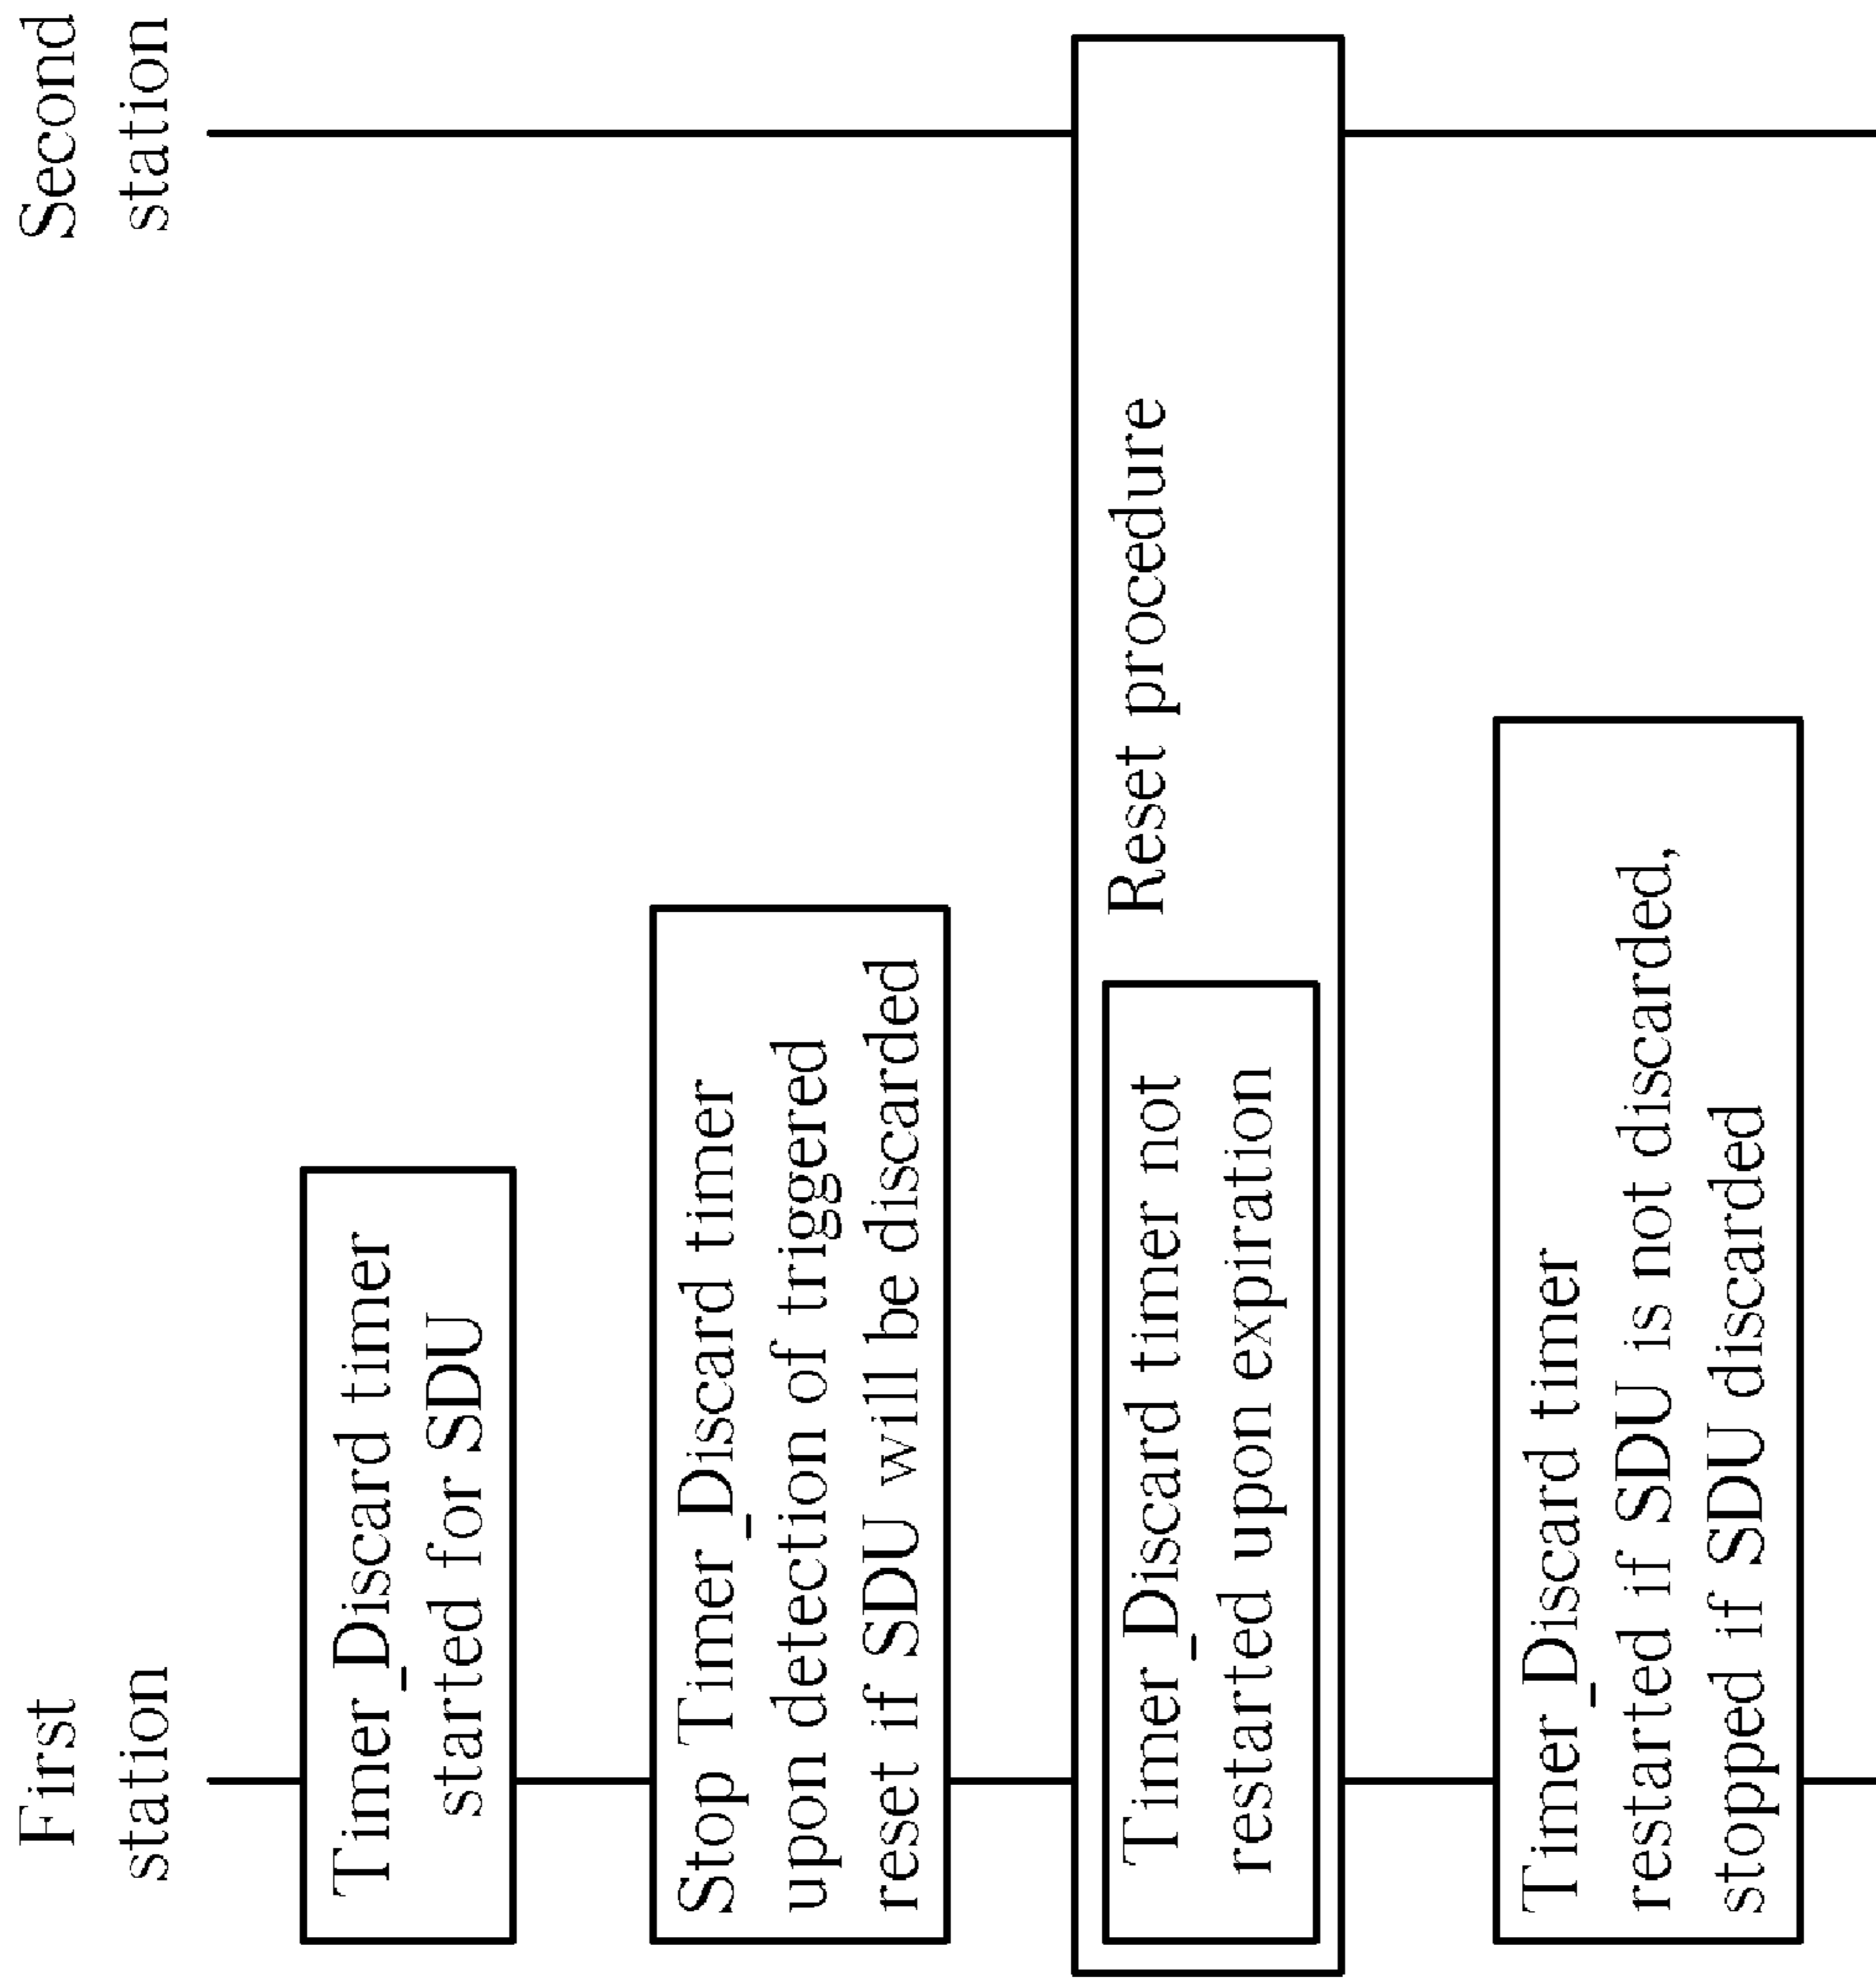 First
station
Second
station
Timer_Discard timer
started for SDU
Stop Timer_Discard timer
upon detection of triggered
reset if SDU will be discarded
Timer_Discard timer not
restarted upon expiration
Reset procedure
Timer_Discard timer
restarted if SDU is not discarded,
stopped if SDU discarded